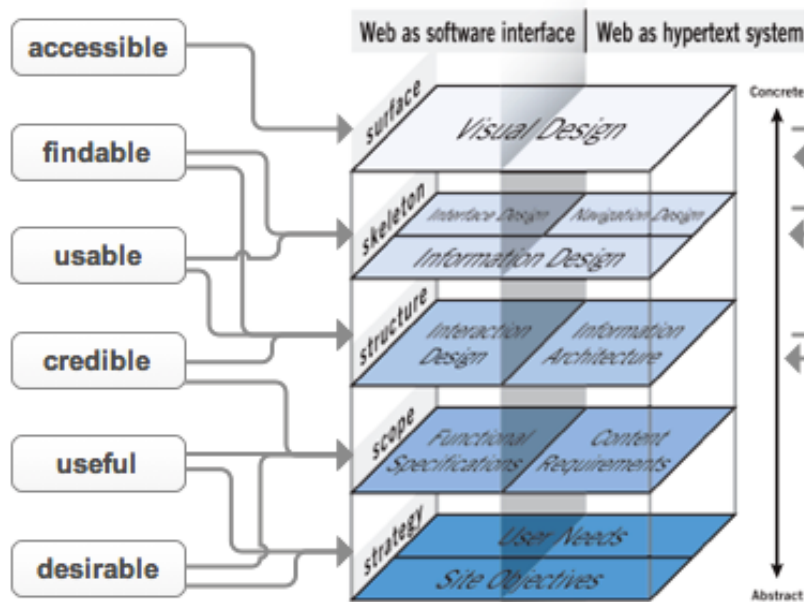 Web as software interface
Web as hypertext system
accessible
findable
usable
credible
useful
desirable
Concrete
surface
Visual Design
skeleton
Interface Design
Navigation Design
Information Design
structure
Interaction
Design
Information
Architecture
scope
Functional
Specifications
Content
Requirements
strategy
User Needs
Site Objectives
Abstract